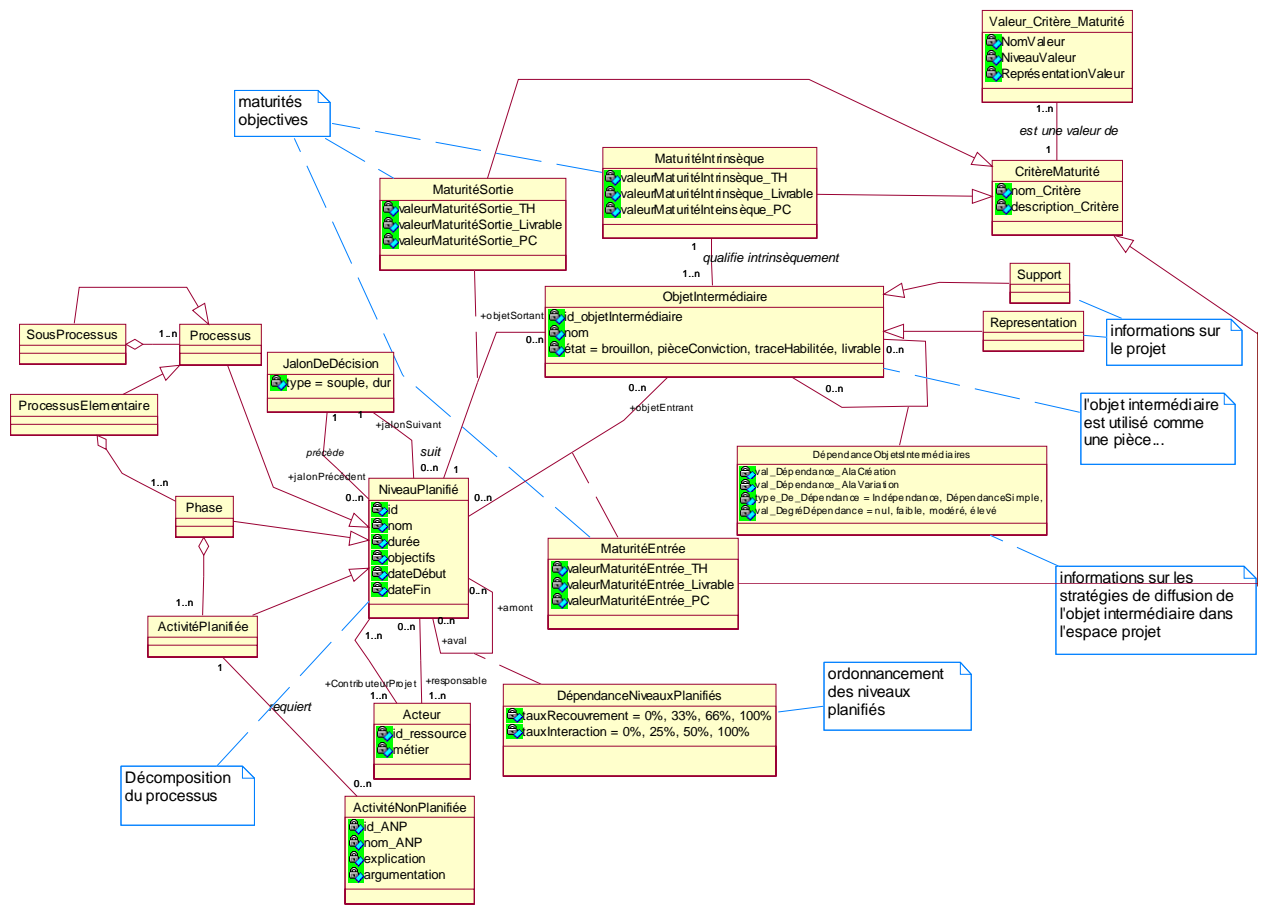 Valeur_Critère_Maturité
NomValeur
NiveauValeur
ReprésentationValeur
1..n
est une valeur de
1
maturités
objectives
MaturitéIntrinsèque
valeurMaturitéIntrinsèque_TH
valeurMaturitéIntrinsèque_Livrable
valeurMaturitéInteinsèque_PC
CritèreMaturité
nom_Critère
description_Critère
MaturitéSortie
valeurMaturitéSortie_TH
valeurMaturitéSortie_Livrable
valeurMaturitéSortie_PC
1
qualifie intrinsèquement
1..n
Support
ObjetIntermédiaire
id_objetIntermédiaire
nom
état = brouillon, pièceConviction, traceHabilitée, livrable
+objetSortant
0..n
Representation
informations sur
le projet
0..n
SousProcessus
1..n
Processus
JalonDeDécision
type = souple, dur
0..n
0..n
+objetEntrant
l'objet intermédiaire
est utilisé comme
une pièce...
ProcessusElementaire
1
1
+jalonSuivant
précède
suit
+jalonPrécédent
0..n
1
0..n
0..n
DépendanceObjetsIntermédiaires
val_Dépendance_AlaCréation
val_Dépendance_AlaVariation
type_De_Dépendance = Indépendance, DépendanceSimple,
val_DegréDépendance = nul, faible, modéré, élevé
1..n
Phase
NiveauPlanifié
id
nom
durée
objectifs
dateDébut
dateFin
MaturitéEntrée
valeurMaturitéEntrée_TH
valeurMaturitéEntrée_Livrable
valeurMaturitéEntrée_PC
informations sur les
stratégies de diffusion de
l'objet intermédiaire dans
l'espace projet
1..n
ActivitéPlanifiée
0..n
+amont
0..n
0..n
1..n
+aval
1
+ContributeurProjet
+responsable
1..n
1..n
requiert
Acteur
id_ressource
métier
DépendanceNiveauxPlanifiés
tauxRecouvrement = 0%, 33%, 66%, 100%
tauxInteraction = 0%, 25%, 50%, 100%
ordonnancement
des niveaux
planifiés
Décomposition
du processus
0..n
ActivitéNonPlanifiée
id_ANP
nom_ANP
explication
argumentation